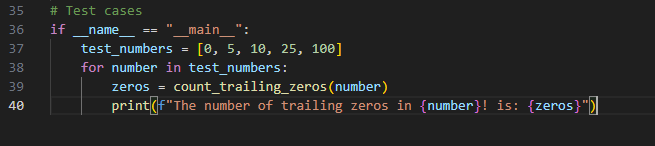 35 # Test cases
36 if __name__ == "__main__":
37 test_numbers = [0, 5, 10, 25, 100]
38 for number in test_numbers:
39 zeros = count_trailing_zeros(number)
40 print(f"The number of trailing zeros in {number}! is: {zeros}")